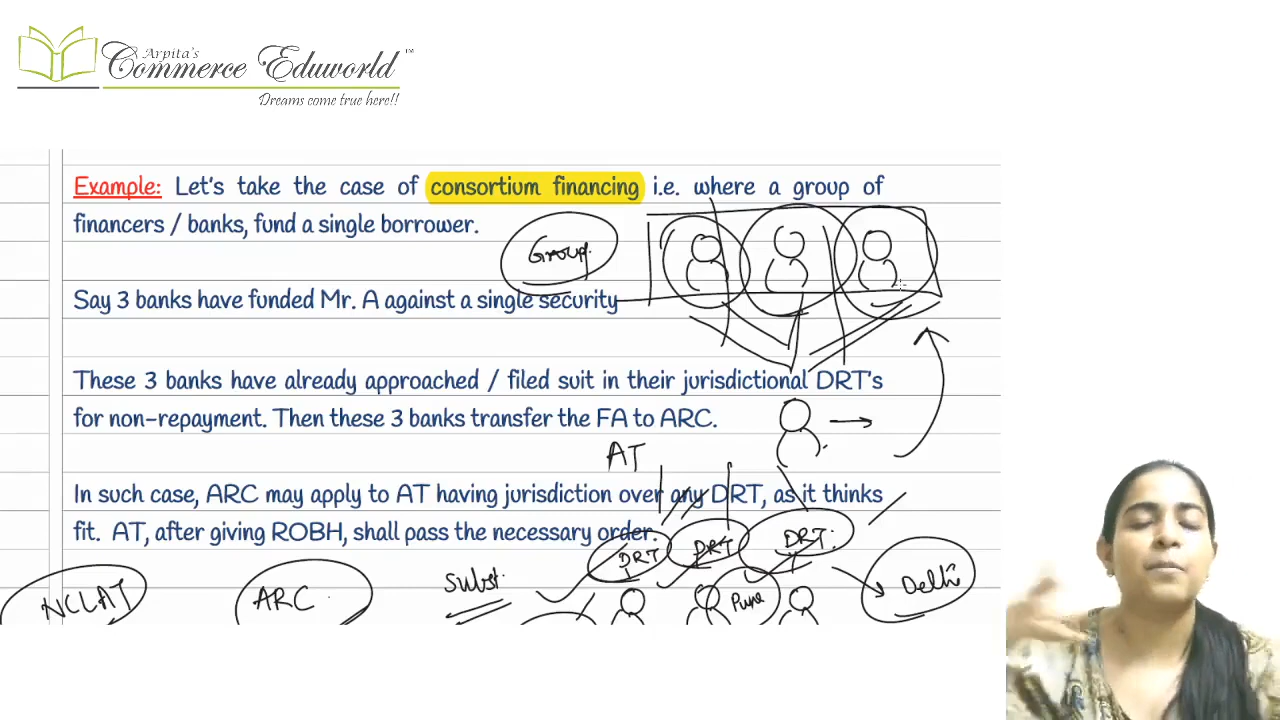 Arpita's
Commerce Eduworld™
Dreams come true here!!
Example: Let's take the case of consortium financing i.e. where a group of
financers / banks, fund a single borrower.
Group
Say 3 banks have funded Mr. A against a single security
These 3 banks have already approached / filed suit in their jurisdictional DRT's
for non-repayment. Then these 3 banks transfer the FA to ARC.
AT
In such case, ARC may apply to AT having jurisdiction over any DRT, as it thinks
fit. AT, after giving ROBH, shall pass the necessary order.
DRT DRT DRT
NCLAT ARC Subst. Pune Delhi